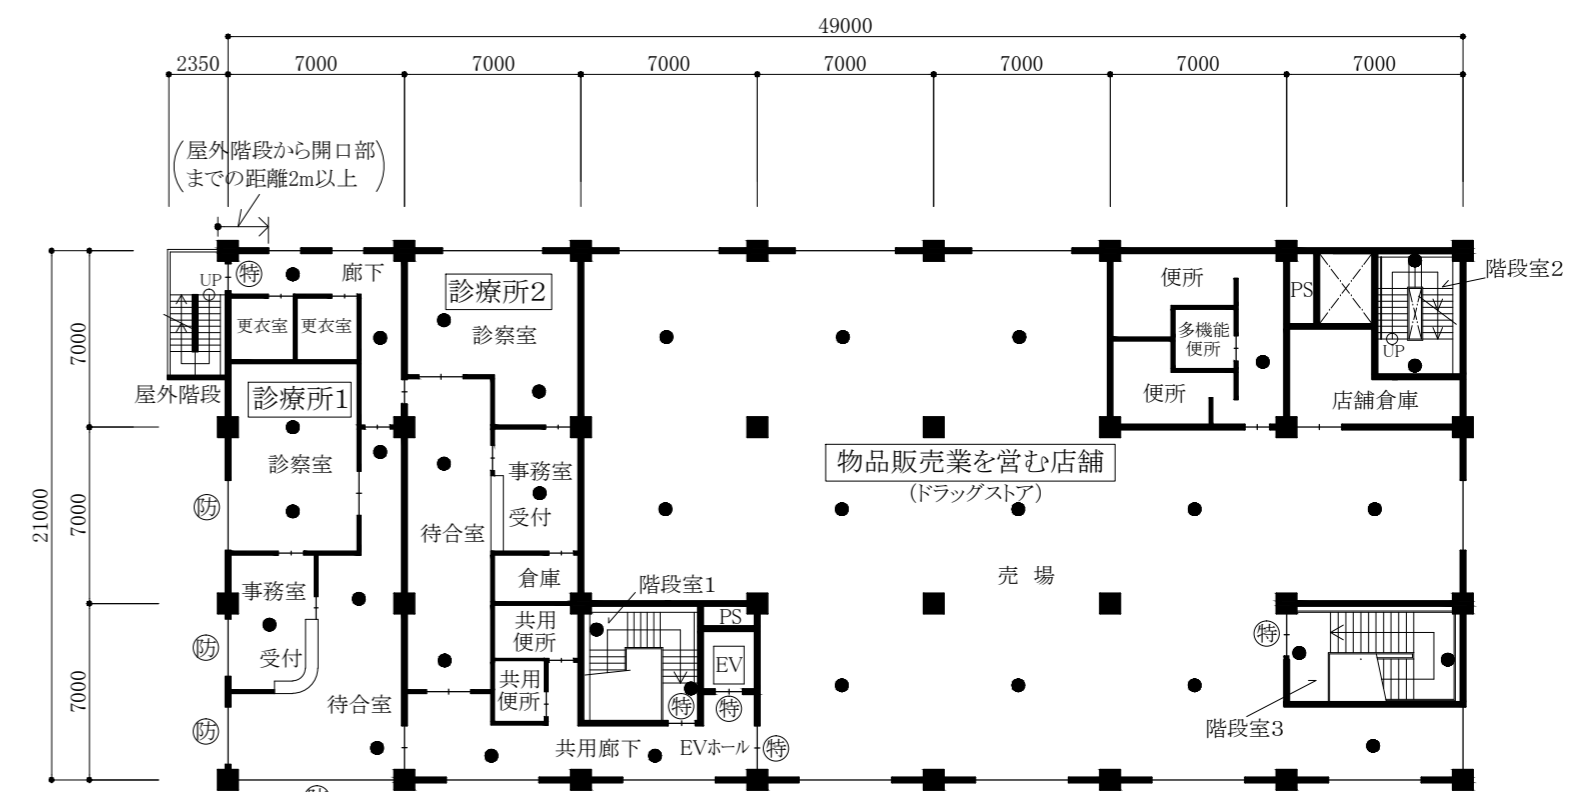 49000
2350
7000
7000
7000
7000
7000
7000
7000
屋外階段から開口部
までの距離2m以上
UP
特
廊下
診療所2
便所
PS
階段室2
更衣室
更衣室
診察室
多機能
便所
UP
7000
屋外階段
診療所1
便所
店舗倉庫
診察室
事務室
物品販売業を営む店舗
(ドラッグストア)
21000
7000
防
待合室
受付
倉庫
売 場
事務室
階段室1
共用
便所
PS
特
防
受付
EV
共用
便所
7000
待合室
特
特
防
階段室3
共用廊下
EVホール
特